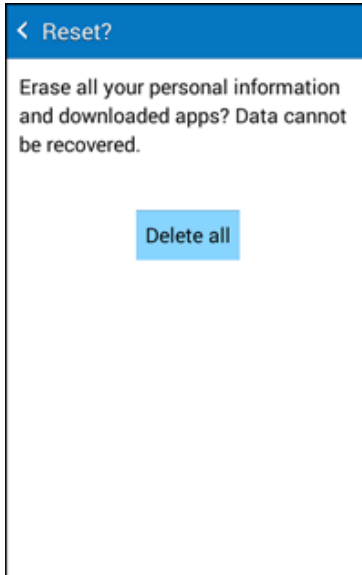 Reset?
Erase all your personal information
and downloaded apps? Data cannot
be recovered.
Delete all